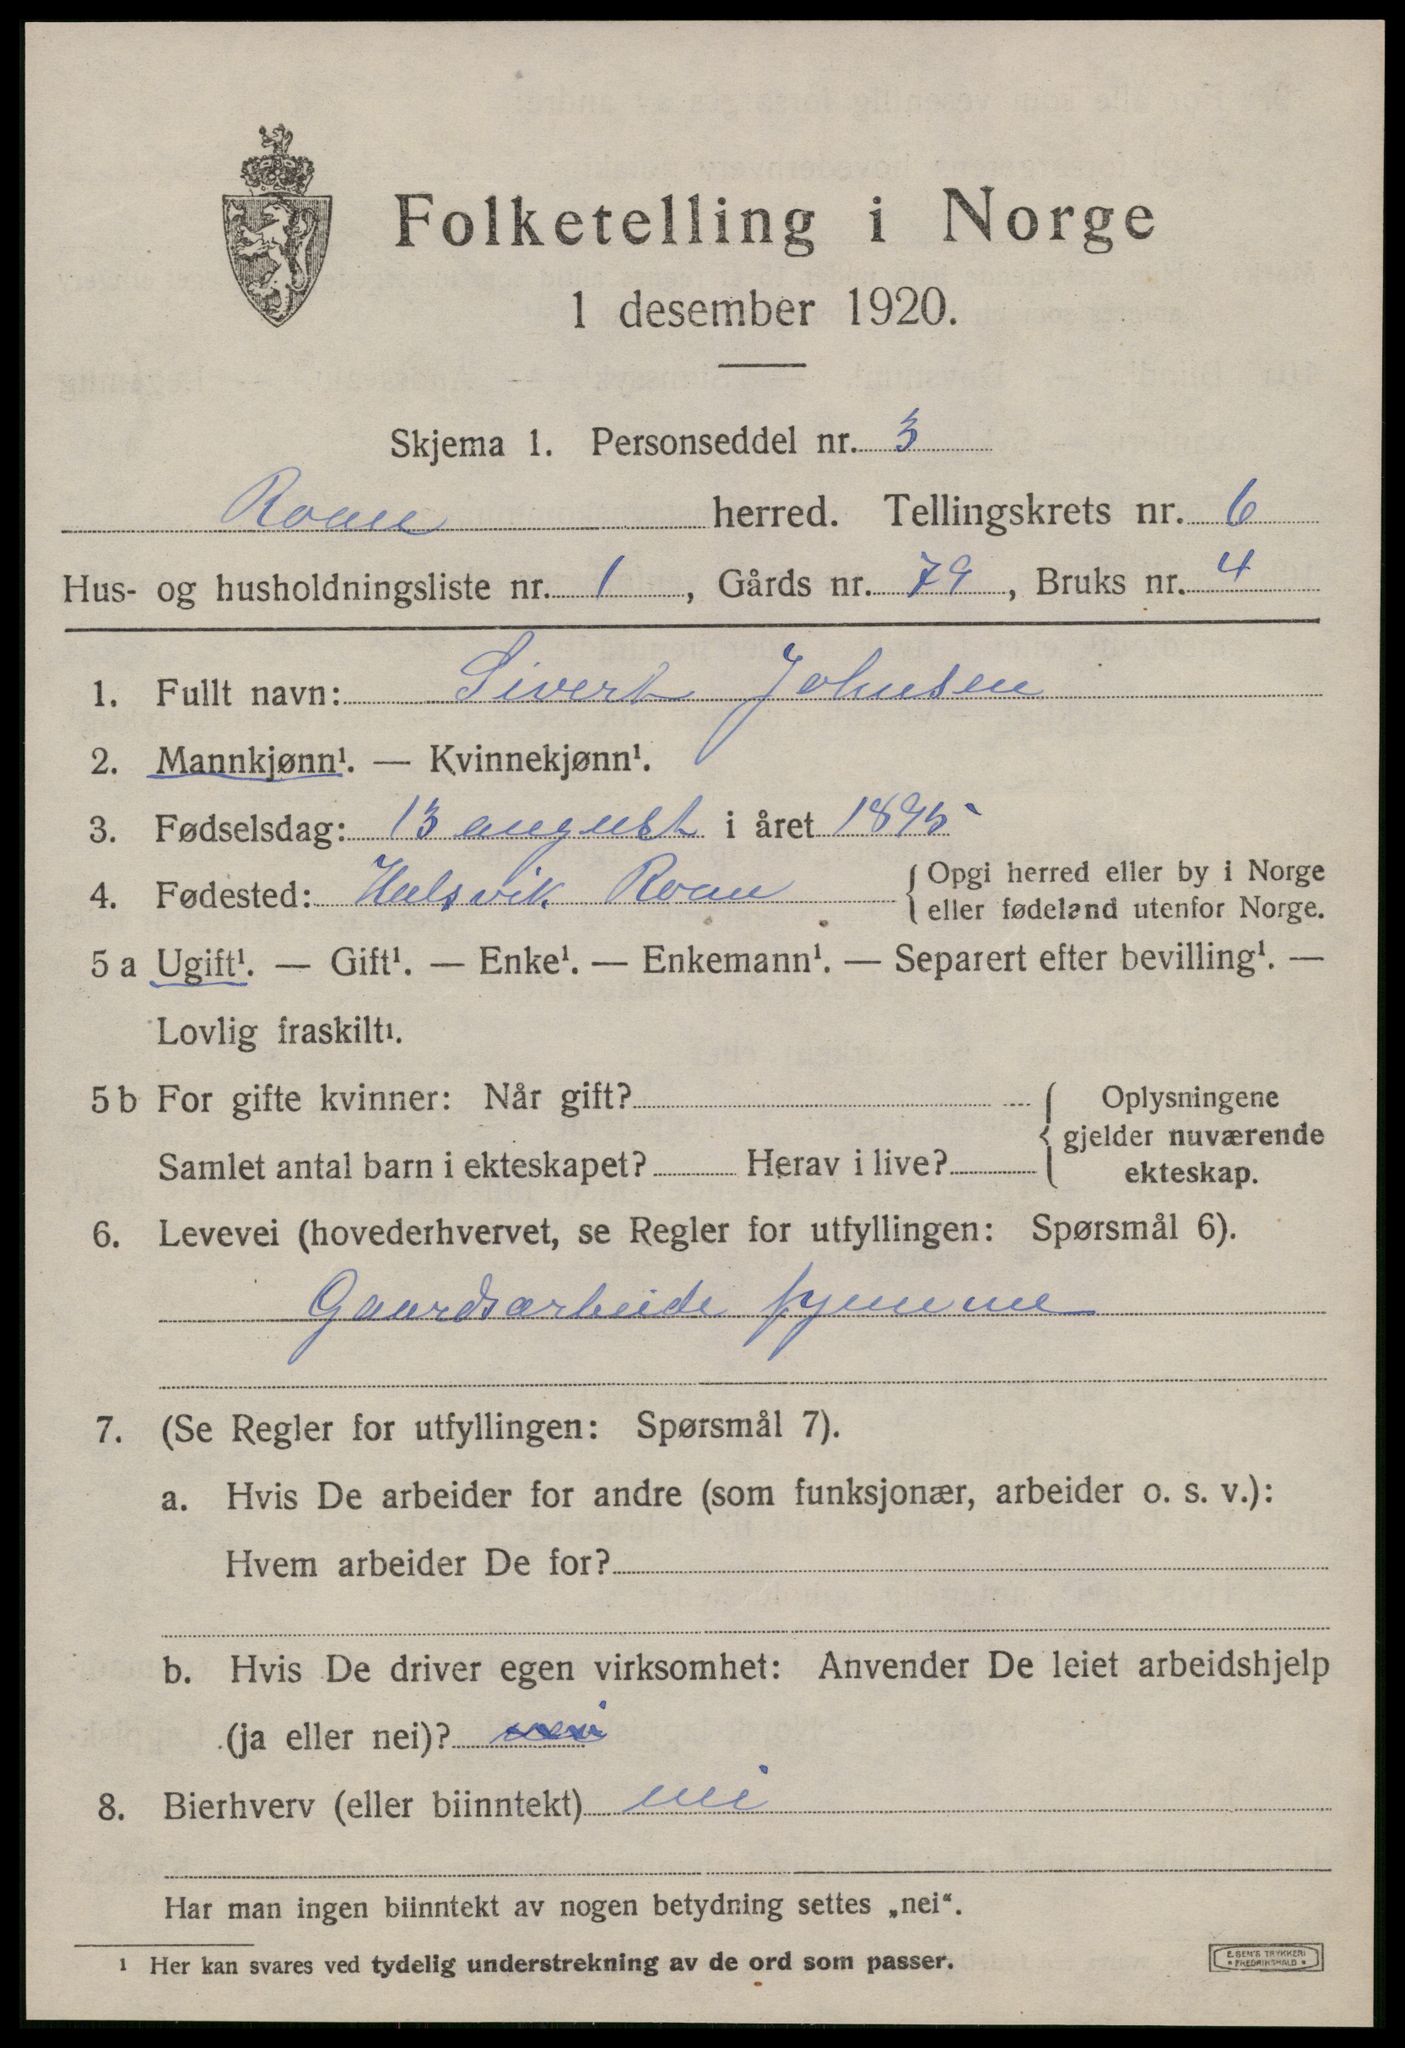 Folketelling i Norge
1 desember 1920.
Skjema 1. Personseddel nr. 3
Roan herred. Tellingskrets nr. 6
Hus- og husholdningsliste nr. 1, Gårds nr. 79, Bruks nr. 4
1. Fullt navn: Sivert Johnsen
2. Mannkjønn¹. — Kvinnekjønn¹.
3. Fødselsdag: 13 august i året 1895
4. Fødested: Hulsvik Roan { Opgi herred eller by i Norge
eller fødeland utenfor Norge.
5 a Ugift¹. — Gift¹. — Enke¹. — Enkemann¹. — Separert efter bevilling¹. —
Lovlig fraskilt¹.
5 b For gifte kvinner: Når gift? { Oplysningene
gjelder nuværende
Samlet antal barn i ekteskapet? Herav i live? ekteskap.
6. Levevei (hovederhvervet, se Regler for utfyllingen: Spørsmål 6).
Gaardsarbeide hjemme
7. (Se Regler for utfyllingen: Spørsmål 7).
a. Hvis De arbeider for andre (som funksjonær, arbeider o. s. v.):
Hvem arbeider De for?
b. Hvis De driver egen virksomhet: Anvender De leiet arbeidshjelp
(ja eller nei)? nei
8. Bierhverv (eller biinntekt) nei
Har man ingen biinntekt av nogen betydning settes „nei“.
¹ Her kan svares ved tydelig understrekning av de ord som passer.
E. SEM'S TRYKKERI
FREDRIKSHALD